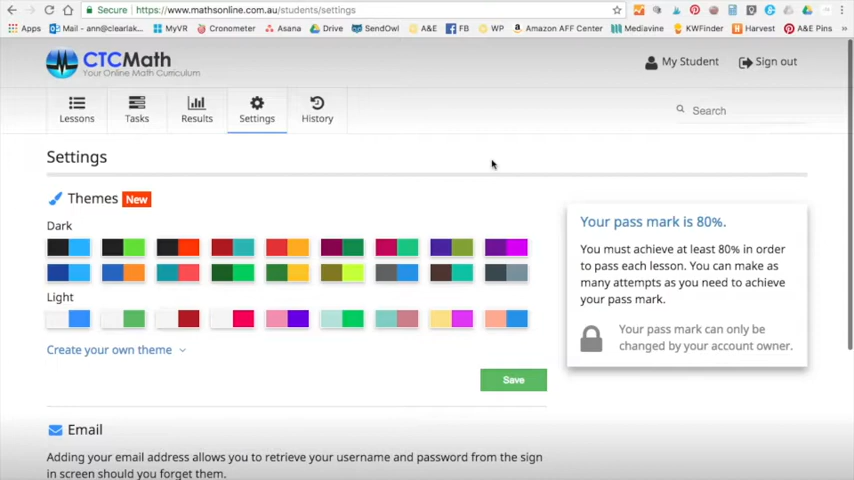 Secure https://www.mathsonline.com.au/students/settings
Apps Mail - ann@clearlak... MyVR Cronometer Asana Drive SendOwl A&E FB WP Amazon AFF Center Mediavine KWFinder Harvest A&E Pins
CTCMath
Your Online Math Curriculum
My Student Sign out
Lessons Tasks Results Settings History
Search
Settings
Themes New
Dark
Light
Create your own theme
Save
Your pass mark is 80%.
You must achieve at least 80% in order
to pass each lesson. You can make as
many attempts as you need to achieve
your pass mark.
Your pass mark can only be
changed by your account owner.
Email
Adding your email address allows you to retrieve your username and password from the sign
in screen should you forget them.